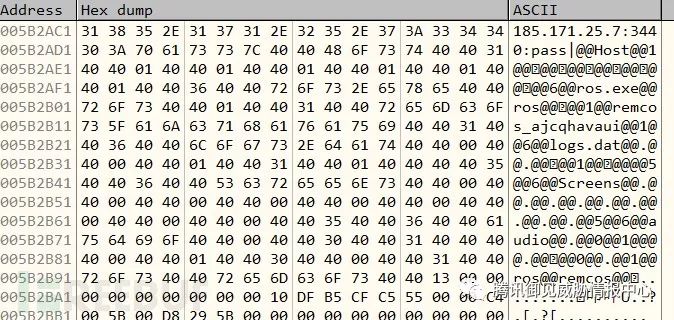 Address Hex dump ASCII
005B2AC1 31 38 35 2E 31 37 31 2E 32 35 2E 37 3A 33 34 34 185.171.25.7:344
005B2AD1 30 3A 70 61 73 73 7C 40 40 48 6F 73 74 40 40 31 0:pass|@@Host@@1
005B2AE1 40 40 01 40 40 01 40 40 01 40 40 01 40 40 01 40 @@ @@ @@ @@ @@ @
005B2AF1 40 01 40 40 36 40 40 72 6F 73 2E 65 78 65 40 40 @ @@6@@ros.exe@@
005B2B01 72 6F 73 40 40 01 40 40 31 40 40 72 65 6D 63 6F ros@@ @@1@@remco
005B2B11 73 5F 61 6A 63 71 68 61 76 61 75 69 40 40 31 40 s_ajcqhavaui@@1@
005B2B21 40 36 40 40 6C 6F 67 73 2E 64 61 74 40 40 00 40 @6@@logs.dat@@.@
005B2B31 40 00 40 40 01 40 40 31 40 40 01 40 40 40 40 35 @.@@ @@1@@ @@@@5
005B2B41 40 40 36 40 40 53 63 72 65 65 6E 73 40 40 00 40 @@6@@Screens@@.@
005B2B51 40 00 40 40 00 40 40 00 40 40 00 40 40 00 40 40 @.@@.@@.@@.@@.@@
005B2B61 00 40 40 00 40 40 00 40 40 35 40 40 36 40 40 61 .@@.@@.@@5@@6@@a
005B2B71 75 64 69 6F 40 40 00 40 40 30 40 40 31 40 40 40 udio@@.@@0@@1@@@
005B2B81 40 00 40 40 01 40 40 30 40 40 00 40 40 31 40 40 @.@@ @@0@@.@@1@@
005B2B91 72 6F 73 40 40 72 65 6D 63 6F 73 40 40 13 00 00 ros@@remcos@@ ..
005B2BA1 00 00 00 00 00 00 10 DF B5 CF C5 55 00 00 C4
00 5B 00 D8 29 5B 00
腾讯御见威胁情报中心